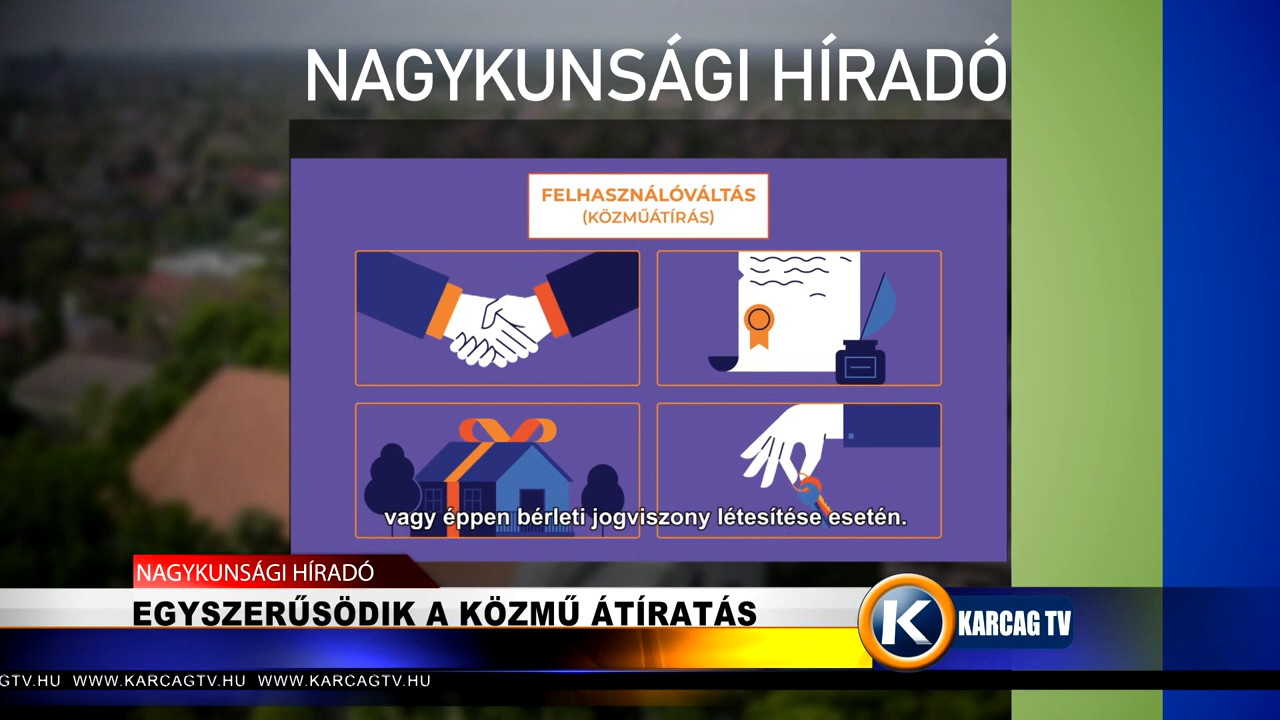 NAGYKUNSÁGI HÍRADÓ
FELHASZNÁLÓVÁLTÁS
(KÖZMŰÁTÍRÁS)
vagy éppen bérleti jogviszony létesítése esetén.
NAGYKUNSÁGI HÍRADÓ
EGYSZERŰSÖDIK A KÖZMŰ ÁTÍRATÁS
K KARCAG TV
GTV.HU WWW.KARCAGTV.HU WWW.KARCAGTV.HU